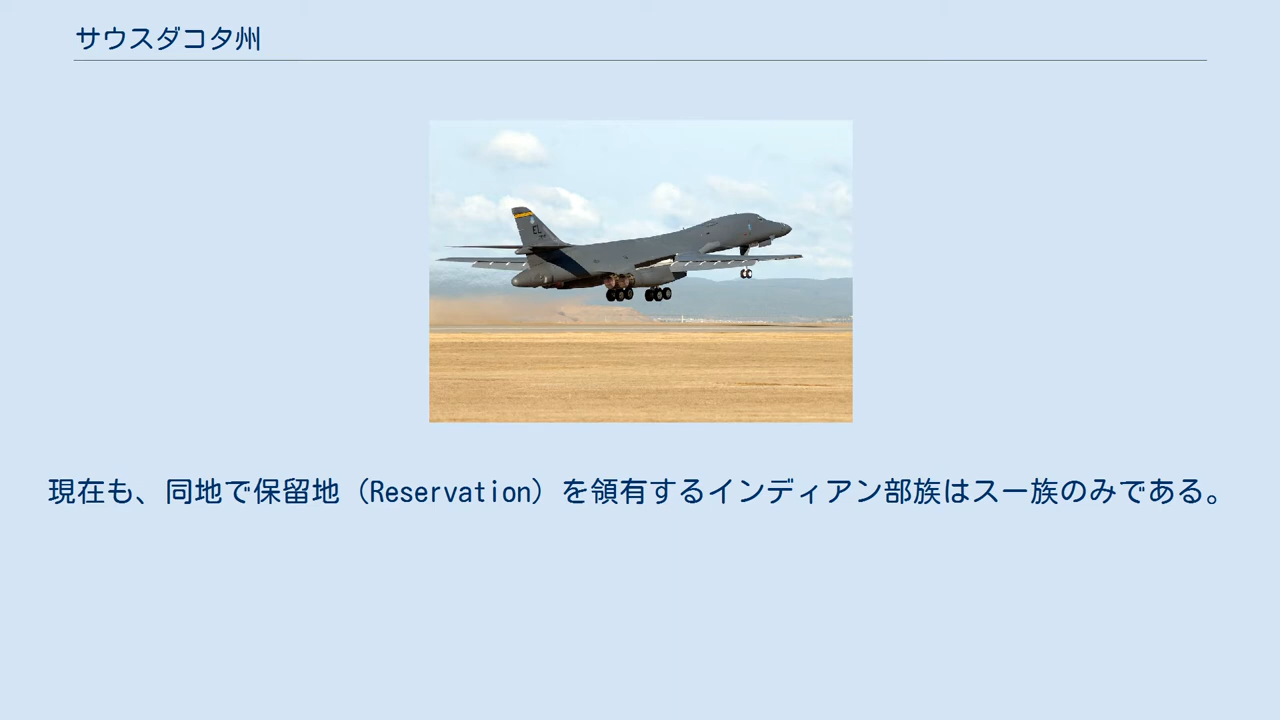 サウスダコタ州
EL
現在も、同地で保留地（Reservation）を領有するインディアン部族はスー族のみである。